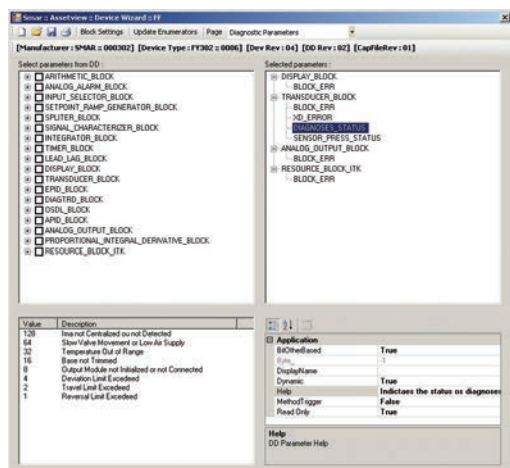 Smar :: Assetview :: Device Wizard :: FF
Block Settings Update Enumerators Page Diagnostic Parameters
[Manufacturer : SMAR = 000302] [Device Type : FY302 = 0006] [Dev Rev : 04] [DD Rev : 02] [CapFileRev : 01]
Select parameters from DD :
ARITHMETIC_BLOCK
ANALOG_ALARM_BLOCK
INPUT_SELECTOR_BLOCK
SETPOINT_RAMP_GENERATOR_BLOCK
SPLITER_BLOCK
SIGNAL_CHARACTERIZER_BLOCK
INTEGRATOR_BLOCK
TIMER_BLOCK
LEAD_LAG_BLOCK
DISPLAY_BLOCK
TRANSDUCER_BLOCK
EPID_BLOCK
DIAGTRD_BLOCK
OSDL_BLOCK
APID_BLOCK
ANALOG_OUTPUT_BLOCK
PROPORTIONAL_INTEGRAL_DERIVATIVE_BLOCK
RESOURCE_BLOCK_ITK
Selected parameters :
DISPLAY_BLOCK
BLOCK_ERR
TRANSDUCER_BLOCK
BLOCK_ERR
XD_ERROR
DIAGNOSES_STATUS
SENSOR_PRESS_STATUS
ANALOG_OUTPUT_BLOCK
BLOCK_ERR
RESOURCE_BLOCK_ITK
BLOCK_ERR
Value Description
128 Ima not Centralized ou not Detected
64 Slow Valve Movement or Low Air Supply
32 Temperature Out of Range
16 Base not Trimmed
8 Output Module not Initialized or not Connected
4 Deviation Limit Exceeded
2 Travel Limit Exceedeed
1 Reversal Limit Exceeded
Application
BitOtherBased True
Byte_ -1
DisplayName
Dynamic True
Help Indictaes the status os diagnoses
MethodTrigger False
Read Only True
Help
DD Parameter Help